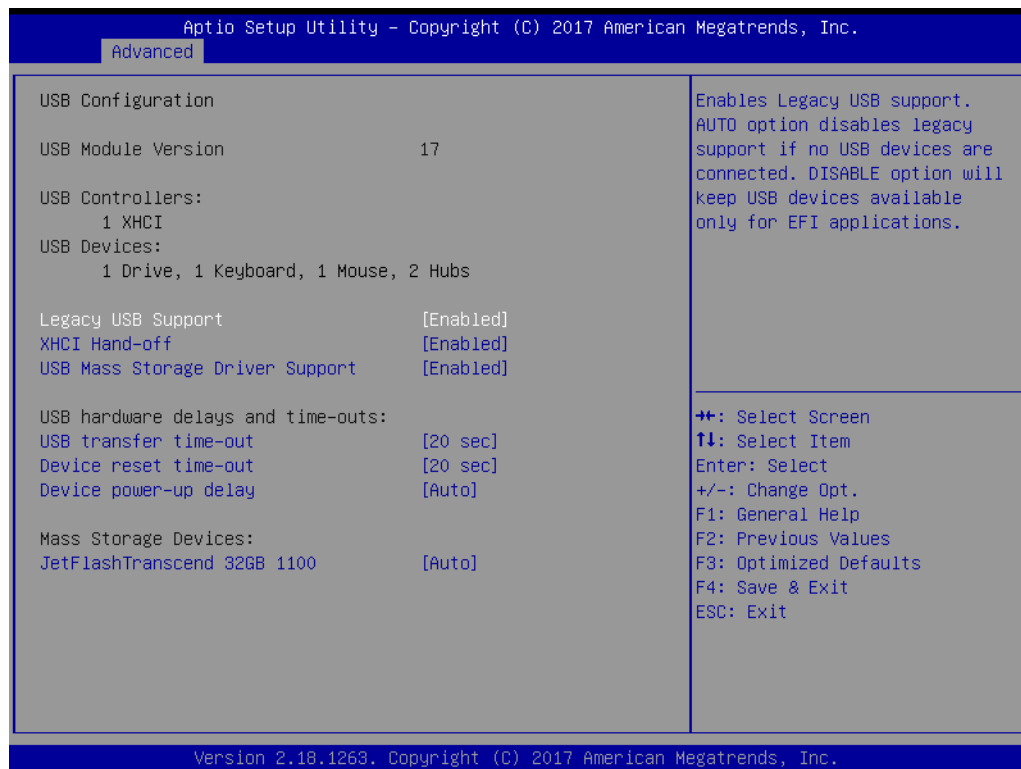 Aptio Setup Utility – Copyright (C) 2017 American Megatrends, Inc.
Advanced
USB Configuration
USB Module Version 17
USB Controllers:
1 XHCI
USB Devices:
1 Drive, 1 Keyboard, 1 Mouse, 2 Hubs
Legacy USB Support [Enabled]
XHCI Hand-off [Enabled]
USB Mass Storage Driver Support [Enabled]
USB hardware delays and time-outs:
USB transfer time-out [20 sec]
Device reset time-out [20 sec]
Device power-up delay [Auto]
Mass Storage Devices:
JetFlashTranscend 32GB 1100 [Auto]
Enables Legacy USB support.
AUTO option disables legacy
support if no USB devices are
connected. DISABLE option will
keep USB devices available
only for EFI applications.
→←: Select Screen
↑↓: Select Item
Enter: Select
+/-: Change Opt.
F1: General Help
F2: Previous Values
F3: Optimized Defaults
F4: Save & Exit
ESC: Exit
Version 2.18.1263. Copyright (C) 2017 American Megatrends, Inc.